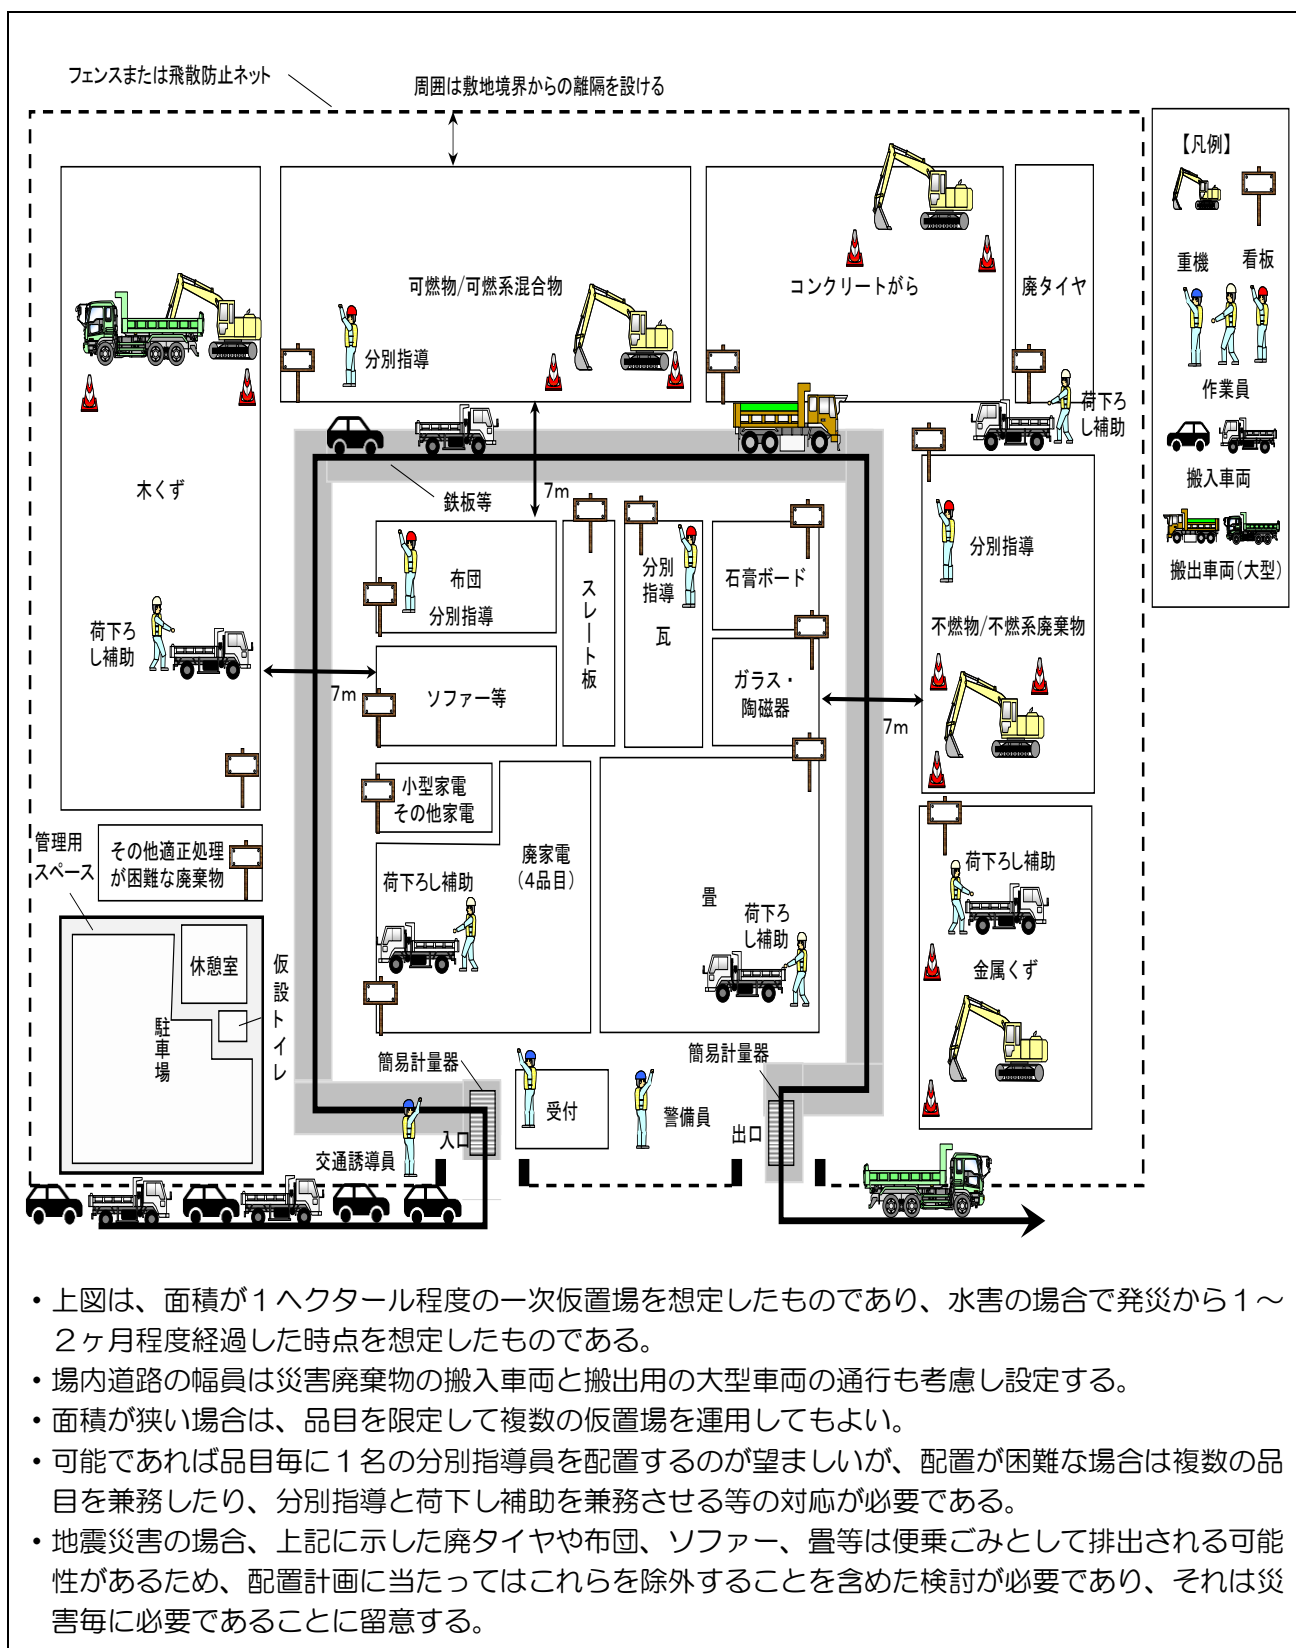 フェンスまたは飛散防止ネット
周囲は敷地境界からの離隔を設ける
【凡例】
重機
看板
作業員
搬入車両
搬出車両(大型)
可燃物/可燃系混合物
分別指導
コンクリートがら
廃タイヤ
荷下ろ
し補助
木くず
鉄板等
7m
布団
分別指導
スレート板
分別
指導
瓦
石膏ボード
分別指導
不燃物/不燃系廃棄物
荷下ろ
し補助
7m
ソファー等
ガラス・
陶磁器
7m
小型家電
その他家電
管理用
スペース
その他適正処理
が困難な廃棄物
廃家電
(4品目)
荷下ろし補助
畳
荷下ろ
し補助
荷下ろし補助
金属くず
休憩室
仮設トイレ
駐車場
簡易計量器
簡易計量器
受付
警備員
入口
出口
交通誘導員
・上図は、面積が１ヘクタール程度の一次仮置場を想定したものであり、水害の場合で発災から１～
２ヶ月程度経過した時点を想定したものである。
・場内道路の幅員は災害廃棄物の搬入車両と搬出用の大型車両の通行も考慮し設定する。
・面積が狭い場合は、品目を限定して複数の仮置場を運用してもよい。
・可能であれば品目毎に１名の分別指導員を配置するのが望ましいが、配置が困難な場合は複数の品
目を兼務したり、分別指導と荷下し補助を兼務させる等の対応が必要である。
・地震災害の場合、上記に示した廃タイヤや布団、ソファー、畳等は便乗ごみとして排出される可能
性があるため、配置計画に当たってはこれらを除外することを含めた検討が必要であり、それは災
害毎に必要であることに留意する。